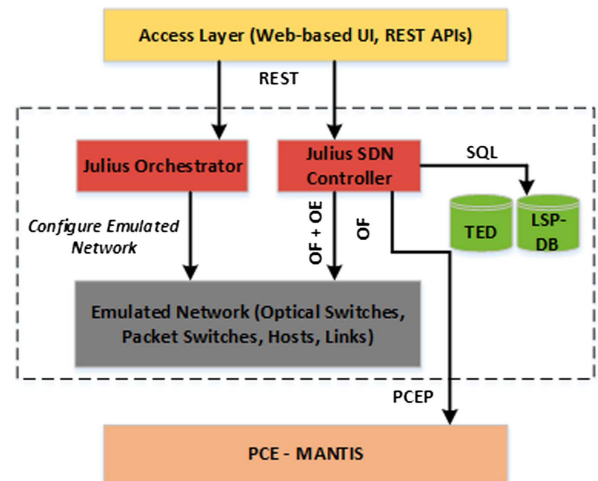 Access Layer (Web-based UI, REST APIs)
REST
Julius Orchestrator
Julius SDN
Controller
SQL
TED
LSP-
DB
Configure Emulated
Network
OF + OE
OF
Emulated Network (Optical Switches,
Packet Switches, Hosts, Links)
PCEP
PCE - MANTIS